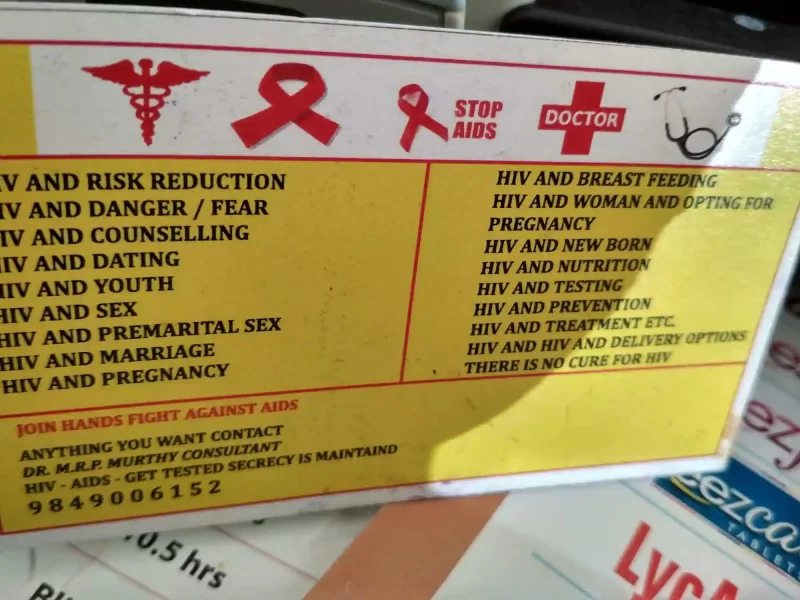 STOP
AIDS
DOCTOR
IV AND RISK REDUCTION
IV AND DANGER / FEAR
IV AND COUNSELLING
HIV AND DATING
HIV AND YOUTH
HIV AND SEX
HIV AND PREMARITAL SEX
HIV AND MARRIAGE
HIV AND PREGNANCY
HIV AND BREAST FEEDING
HIV AND WOMAN AND OPTING FOR
PREGNANCY
HIV AND NEW BORN
HIV AND NUTRITION
HIV AND TESTING
HIV AND PREVENTION
HIV AND TREATMENT ETC.
HIV AND HIV AND DELIVERY OPTIONS
THERE IS NO CURE FOR HIV
JOIN HANDS FIGHT AGAINST AIDS
ANYTHING YOU WANT CONTACT
DR. M.R.P. MURTHY CONSULTANT
HIV - AIDS - GET TESTED SECRECY IS MAINTAIND
9849006152
0.5 hrs
ezca
TABLET
LycA